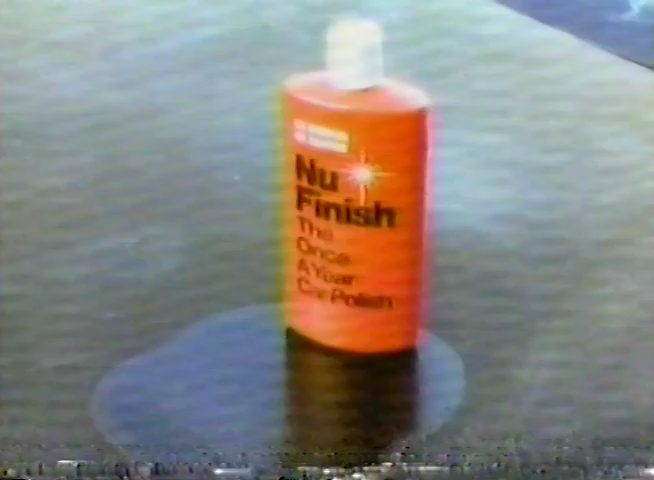 Nu
Finish
The
Once
A Year
Car Polish